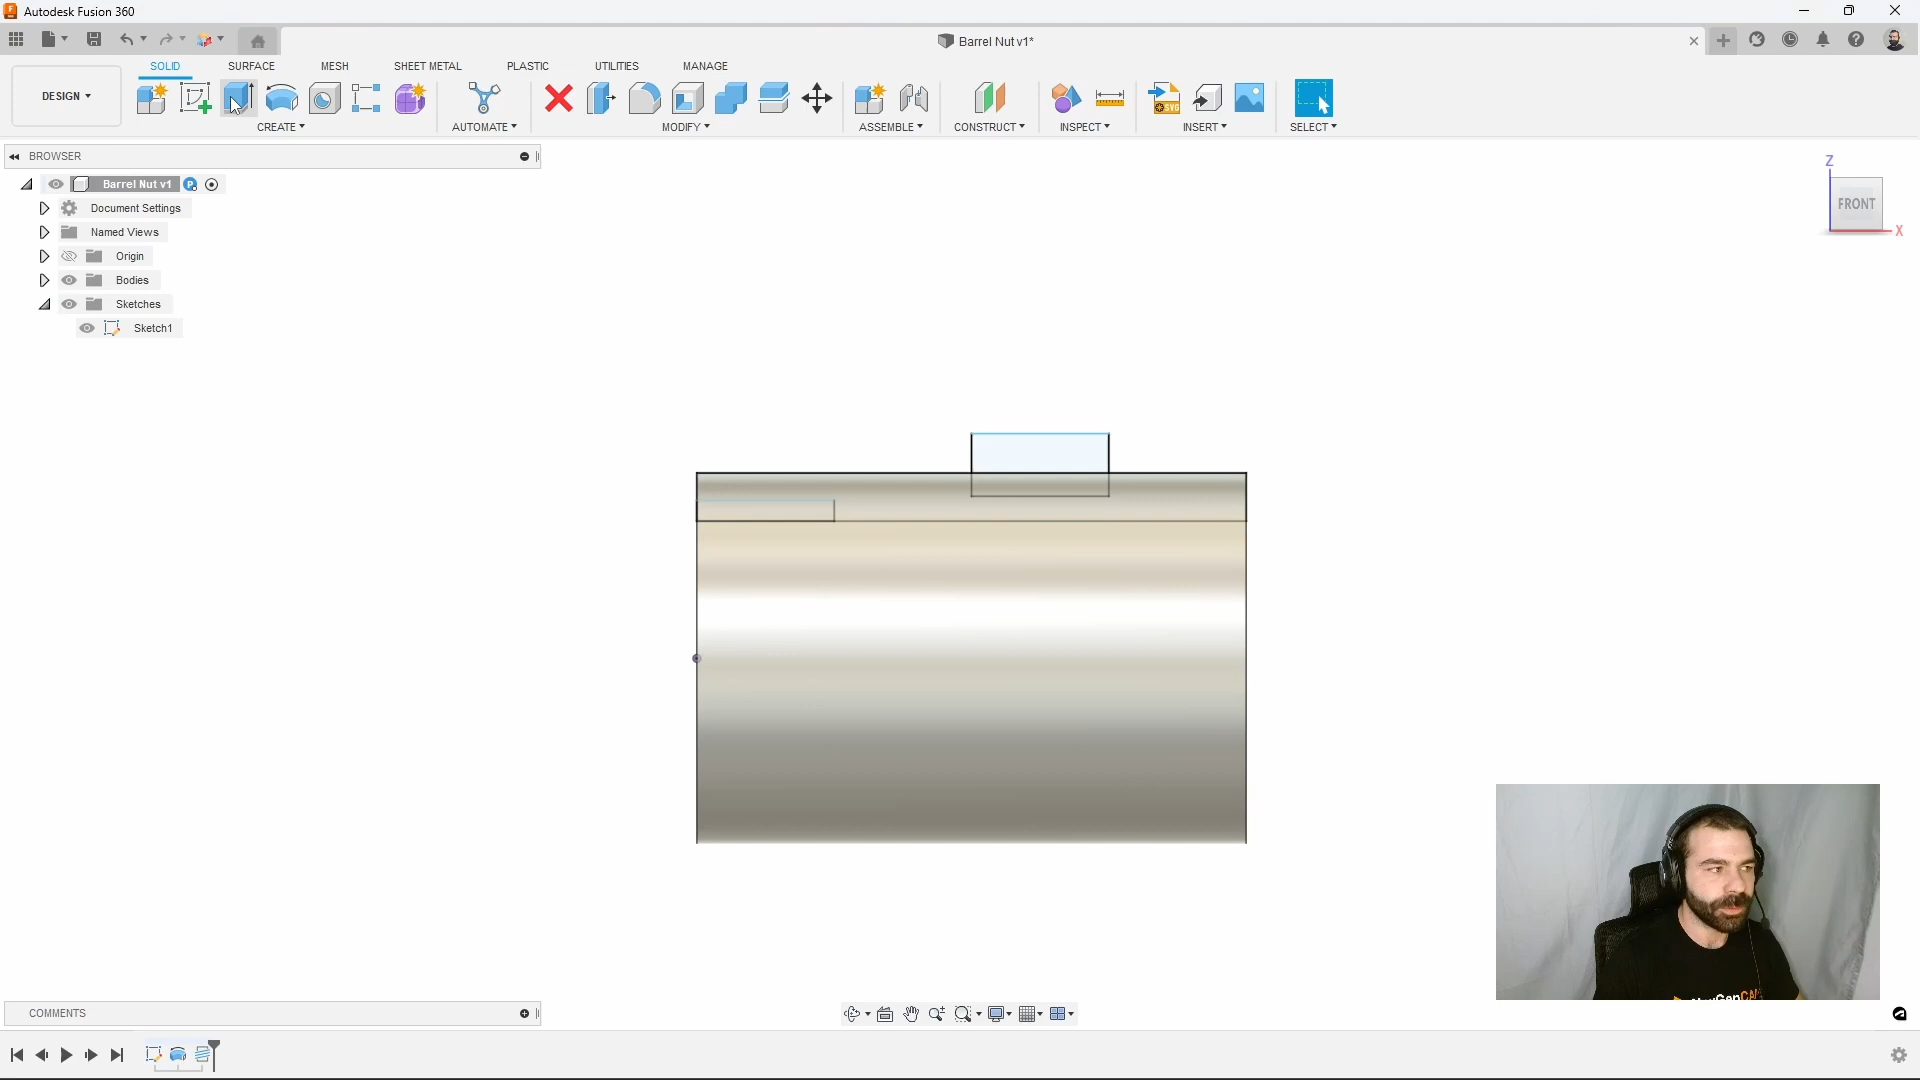 Autodesk Fusion 360
Barrel Nut v1*
SOLID SURFACE MESH SHEET METAL PLASTIC UTILITIES MANAGE
DESIGN
CREATE AUTOMATE MODIFY ASSEMBLE CONSTRUCT INSPECT INSERT SELECT
SVG
BROWSER
Barrel Nut v1
Document Settings
Named Views
Origin
Bodies
Sketches
Sketch1
Z
FRONT
X
COMMENTS